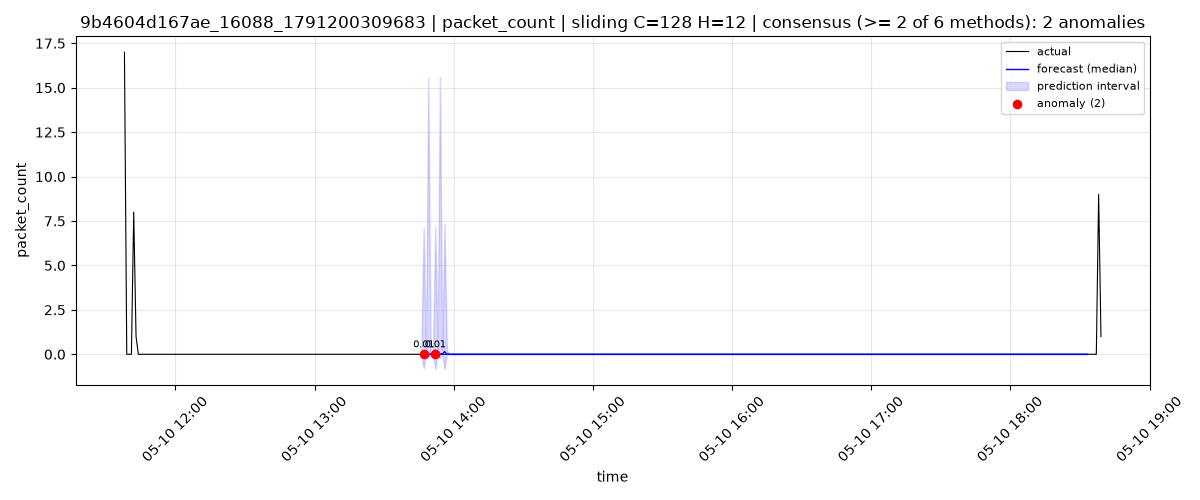 9b4604d167ae_16088_1791200309683 | packet_count | sliding C=128 H=12 | consensus (>= 2 of 6 methods): 2 anomalies
17.5
15.0
12.5
10.0
7.5
5.0
2.5
0.0
packet_count
actual
forecast (median)
prediction interval
anomaly (2)
05-10 12:00
05-10 13:00
05-10 14:00
05-10 15:00
05-10 16:00
05-10 17:00
05-10 18:00
05-10 19:00
time